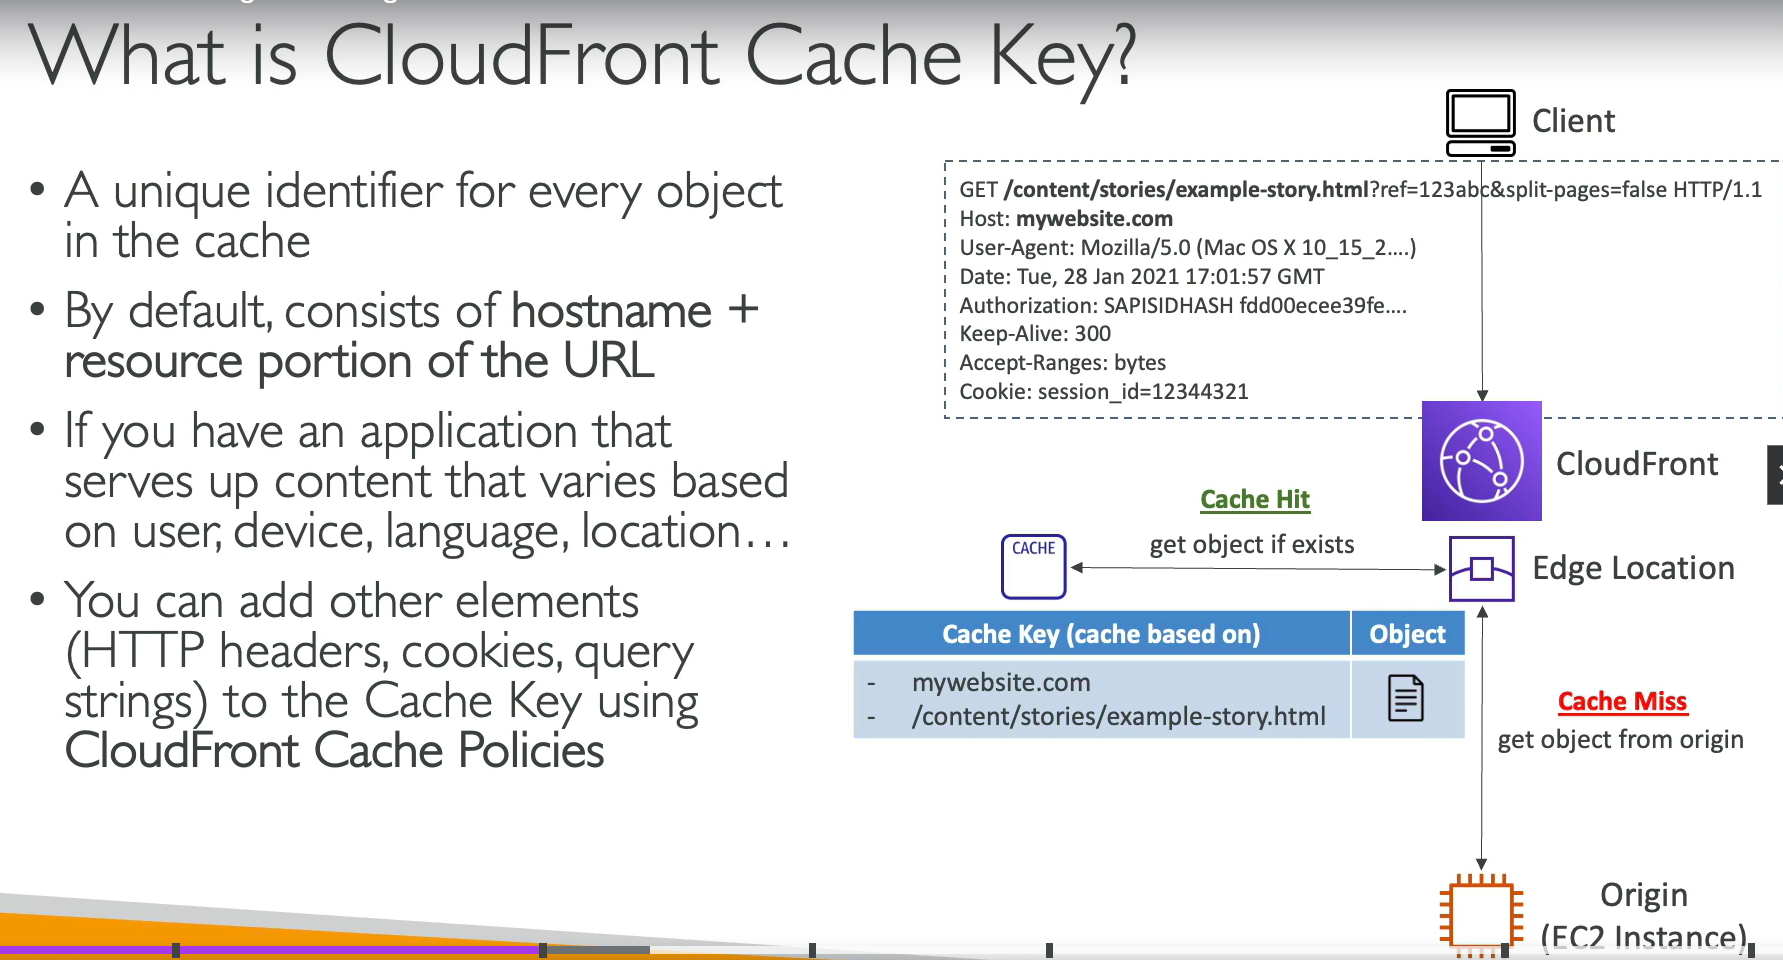 What is CloudFront Cache Key?
• A unique identifier for every object
in the cache
• By default, consists of hostname +
resource portion of the URL
• If you have an application that
serves up content that varies based
on user, device, language, location…
• You can add other elements
(HTTP headers, cookies, query
strings) to the Cache Key using
CloudFront Cache Policies
Client
GET /content/stories/example-story.html?ref=123abc&split-pages=false HTTP/1.1
Host: mywebsite.com
User-Agent: Mozilla/5.0 (Mac OS X 10_15_2....)
Date: Tue, 28 Jan 2021 17:01:57 GMT
Authorization: SAPISIDHASH fdd00ecee39fe....
Keep-Alive: 300
Accept-Ranges: bytes
Cookie: session_id=12344321
CloudFront
Cache Hit
get object if exists
CACHE
Edge Location
Cache Key (cache based on)
Object
- mywebsite.com
- /content/stories/example-story.html
Cache Miss
get object from origin
Origin
(EC2 Instance)